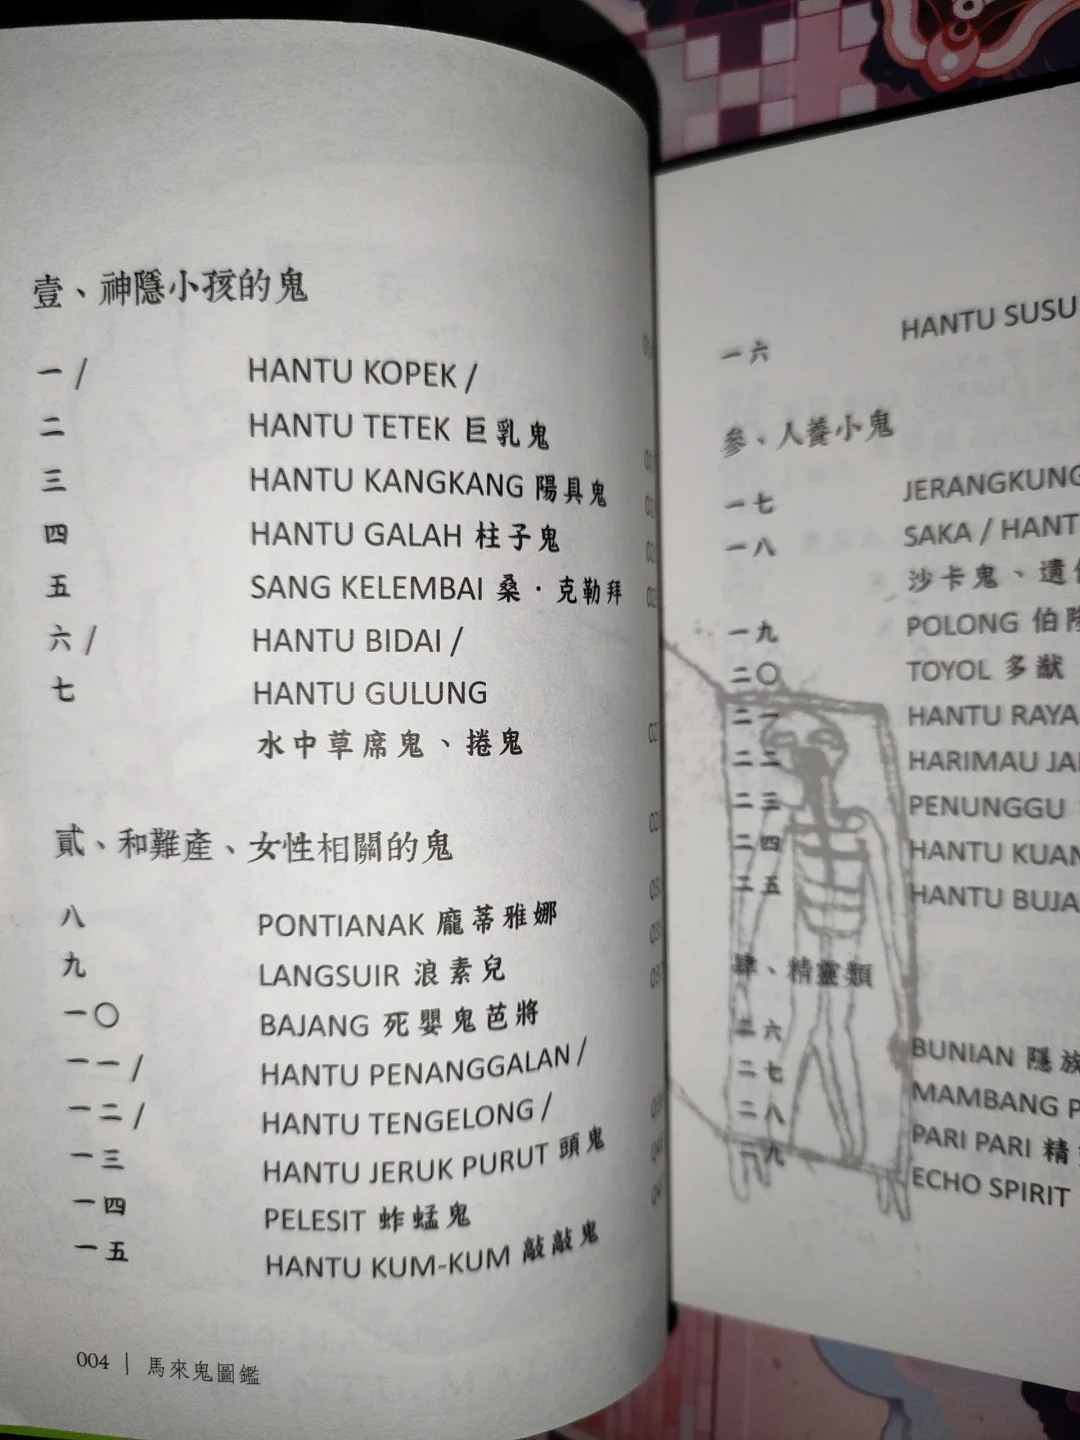 壹、神隱小孩的鬼
一 / HANTU KOPEK /
二 HANTU TETEK 巨乳鬼
三 HANTU KANGKANG 陽具鬼
四 HANTU GALAH 柱子鬼
五 SANG KELEMBAI 桑·克勒拜
六 / HANTU BIDAI /
七 HANTU GULUNG
水中草席鬼、捲鬼
貳、和難產、女性相關的鬼
八 PONTIANAK 龐蒂雅娜
九 LANGSUIR 浪素兒
一〇 BAJANG 死嬰鬼芭將
一一 / HANTU PENANGGALAN /
一二 / HANTU TENGELONG /
一三 HANTU JERUK PURUT 頭鬼
一四 PELESIT 蚱蜢鬼
一五 HANTU KUM-KUM 敲敲鬼
004 | 馬來鬼圖鑑
一六 HANTU SUSU
參、人養小鬼
一七 JERANGKUNG
一八 SAKA / HANT
沙卡鬼、遺
一九 POLONG 伯
二〇 TOYOL 多猷
二一 HANTU RAYA
二二 HARIMAU JA
二三 PENUNGGU
二四 HANTU KUAN
二五 HANTU BUJA
肆、精靈類
二六 BUNIAN 隱族
二七 MAMBANG P
二八 PARI PARI 精
九 ECHO SPIRIT